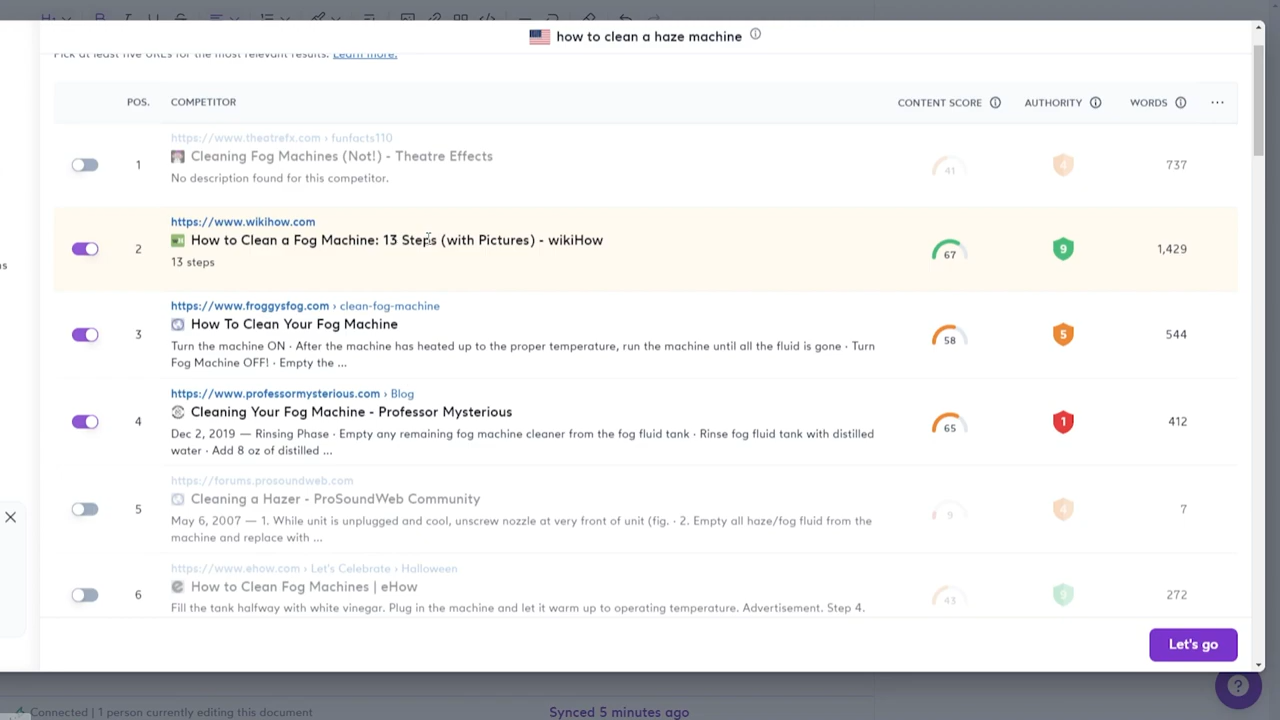 how to clean a haze machine
Pick at least five URLs for the most relevant results. Learn more.
POS. COMPETITOR CONTENT SCORE AUTHORITY WORDS ...
https://www.theatrefx.com › funfacts110
1 Cleaning Fog Machines (Not!) - Theatre Effects 41 4 737
No description found for this competitor.
https://www.wikihow.com
2 How to Clean a Fog Machine: 13 Steps (with Pictures) - wikiHow 67 9 1,429
13 steps
https://www.froggysfog.com › clean-fog-machine
3 How To Clean Your Fog Machine 58 5 544
Turn the machine ON · After the machine has heated up to the proper temperature, run the machine until all the fluid is gone · Turn
Fog Machine OFF! · Empty the ...
https://www.professormysterious.com › Blog
4 Cleaning Your Fog Machine - Professor Mysterious 65 1 412
Dec 2, 2019 — Rinsing Phase · Empty any remaining fog machine cleaner from the fog fluid tank · Rinse fog fluid tank with distilled
water · Add 8 oz of distilled ...
https://forums.prosoundweb.com
5 Cleaning a Hazer - ProSoundWeb Community 9 4 7
May 6, 2007 — 1. While unit is unplugged and cool, unscrew nozzle at very front of unit (fig. · 2. Empty all haze/fog fluid from the
machine and replace with ...
https://www.ehow.com › Let's Celebrate › Halloween
6 How to Clean Fog Machines | eHow 43 9 272
Fill the tank halfway with white vinegar. Plug in the machine and let it warm up to operating temperature. Advertisement. Step 4.
Let's go
Connected | 1 person currently editing this document
Synced 5 minutes ago